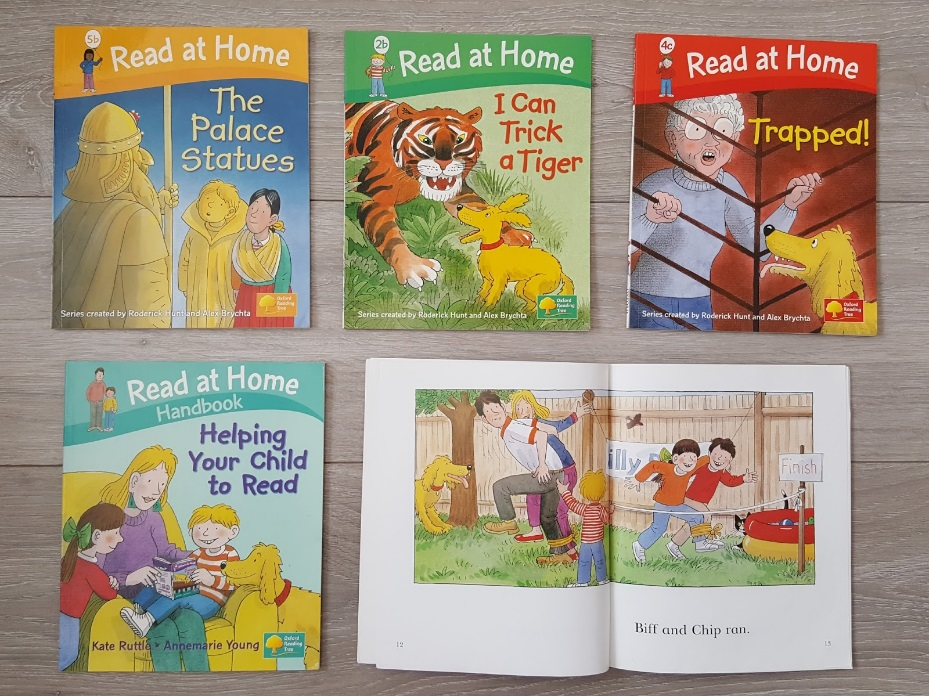 5b
Read at Home
The
Palace
Statues
Series created by Roderick Hunt and Alex Brychta
Oxford
Reading
Tree
2b
Read at Home
I Can
Trick
a Tiger
Series created by Roderick Hunt and Alex Brychta
Oxford
Reading
Tree
4c
Read at Home
Trapped!
Series created by Roderick Hunt and Alex Brychta
Oxford
Reading
Tree
Read at Home
Handbook
Helping
Your Child
to Read
Kate Ruttle • Annemarie Young
Oxford
Reading
Tree
Finish
Biff and Chip ran.
12
13